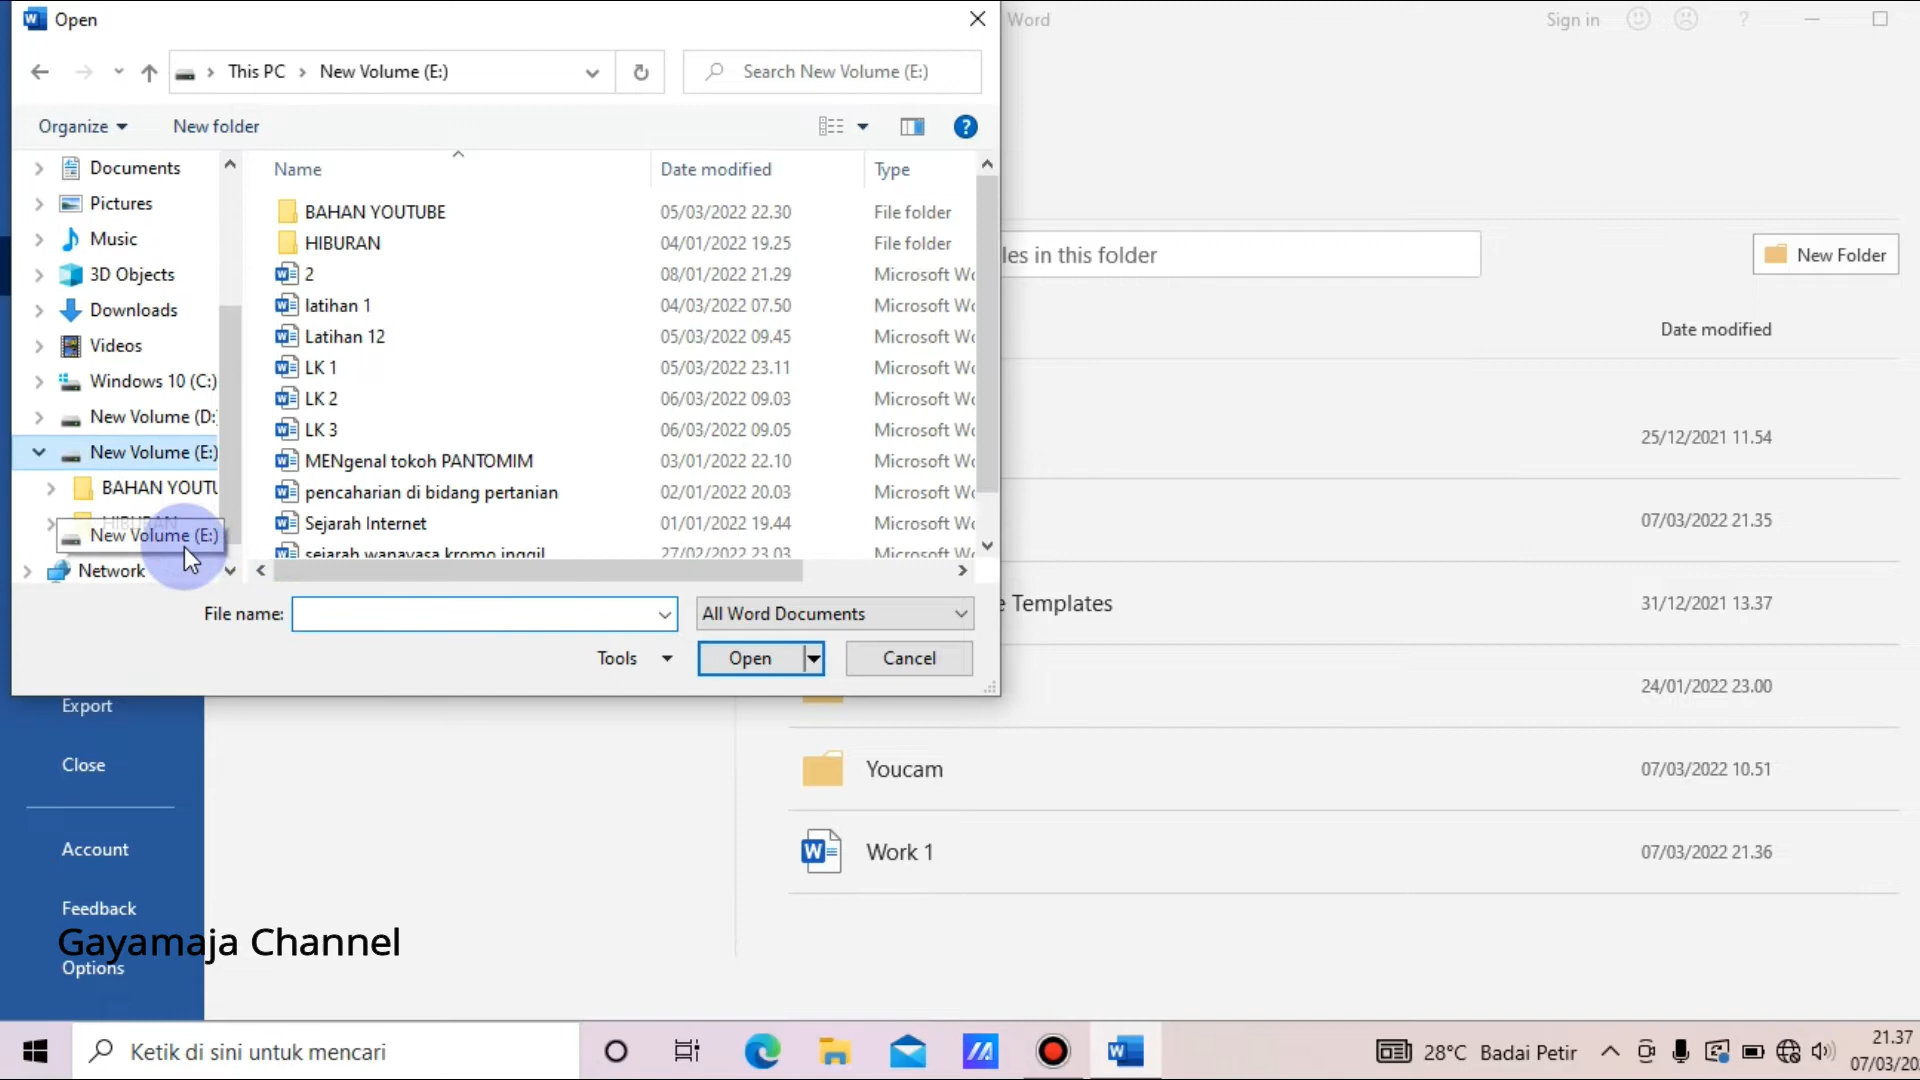 Open
Word
Sign in
This PC
New Volume (E:)
Search New Volume (E:)
Organize
New folder
Name
Date modified
Type
Documents
Pictures
Music
3D Objects
Downloads
Videos
Windows 10 (C:)
New Volume (D:
New Volume (E:)
BAHAN YOUTU
HIBURAN
New Volume (E:)
Network
BAHAN YOUTUBE 05/03/2022 22.30 File folder
HIBURAN 04/01/2022 19.25 File folder
2 08/01/2022 21.29 Microsoft Wo
latihan 1 04/03/2022 07.50 Microsoft Wo
Latihan 12 05/03/2022 09.45 Microsoft Wo
LK 1 05/03/2022 23.11 Microsoft Wo
LK 2 06/03/2022 09.03 Microsoft Wo
LK 3 06/03/2022 09.05 Microsoft Wo
MENgenal tokoh PANTOMIM 03/01/2022 22.10 Microsoft Wo
pencaharian di bidang pertanian 02/01/2022 20.03 Microsoft Wo
Sejarah Internet 01/01/2022 19.44 Microsoft Wo
sejarah wanayasa kromo inggil 27/02/2022 23.03 Microsoft Wo
File name:
All Word Documents
Tools
Open
Cancel
les in this folder
New Folder
Date modified
25/12/2021 11.54
07/03/2022 21.35
e Templates 31/12/2021 13.37
24/01/2022 23.00
Youcam 07/03/2022 10.51
Work 1 07/03/2022 21.36
Export
Close
Account
Feedback
Gayamaja Channel
Options
Ketik di sini untuk mencari
28°C Badai Petir
21.37
07/03/20